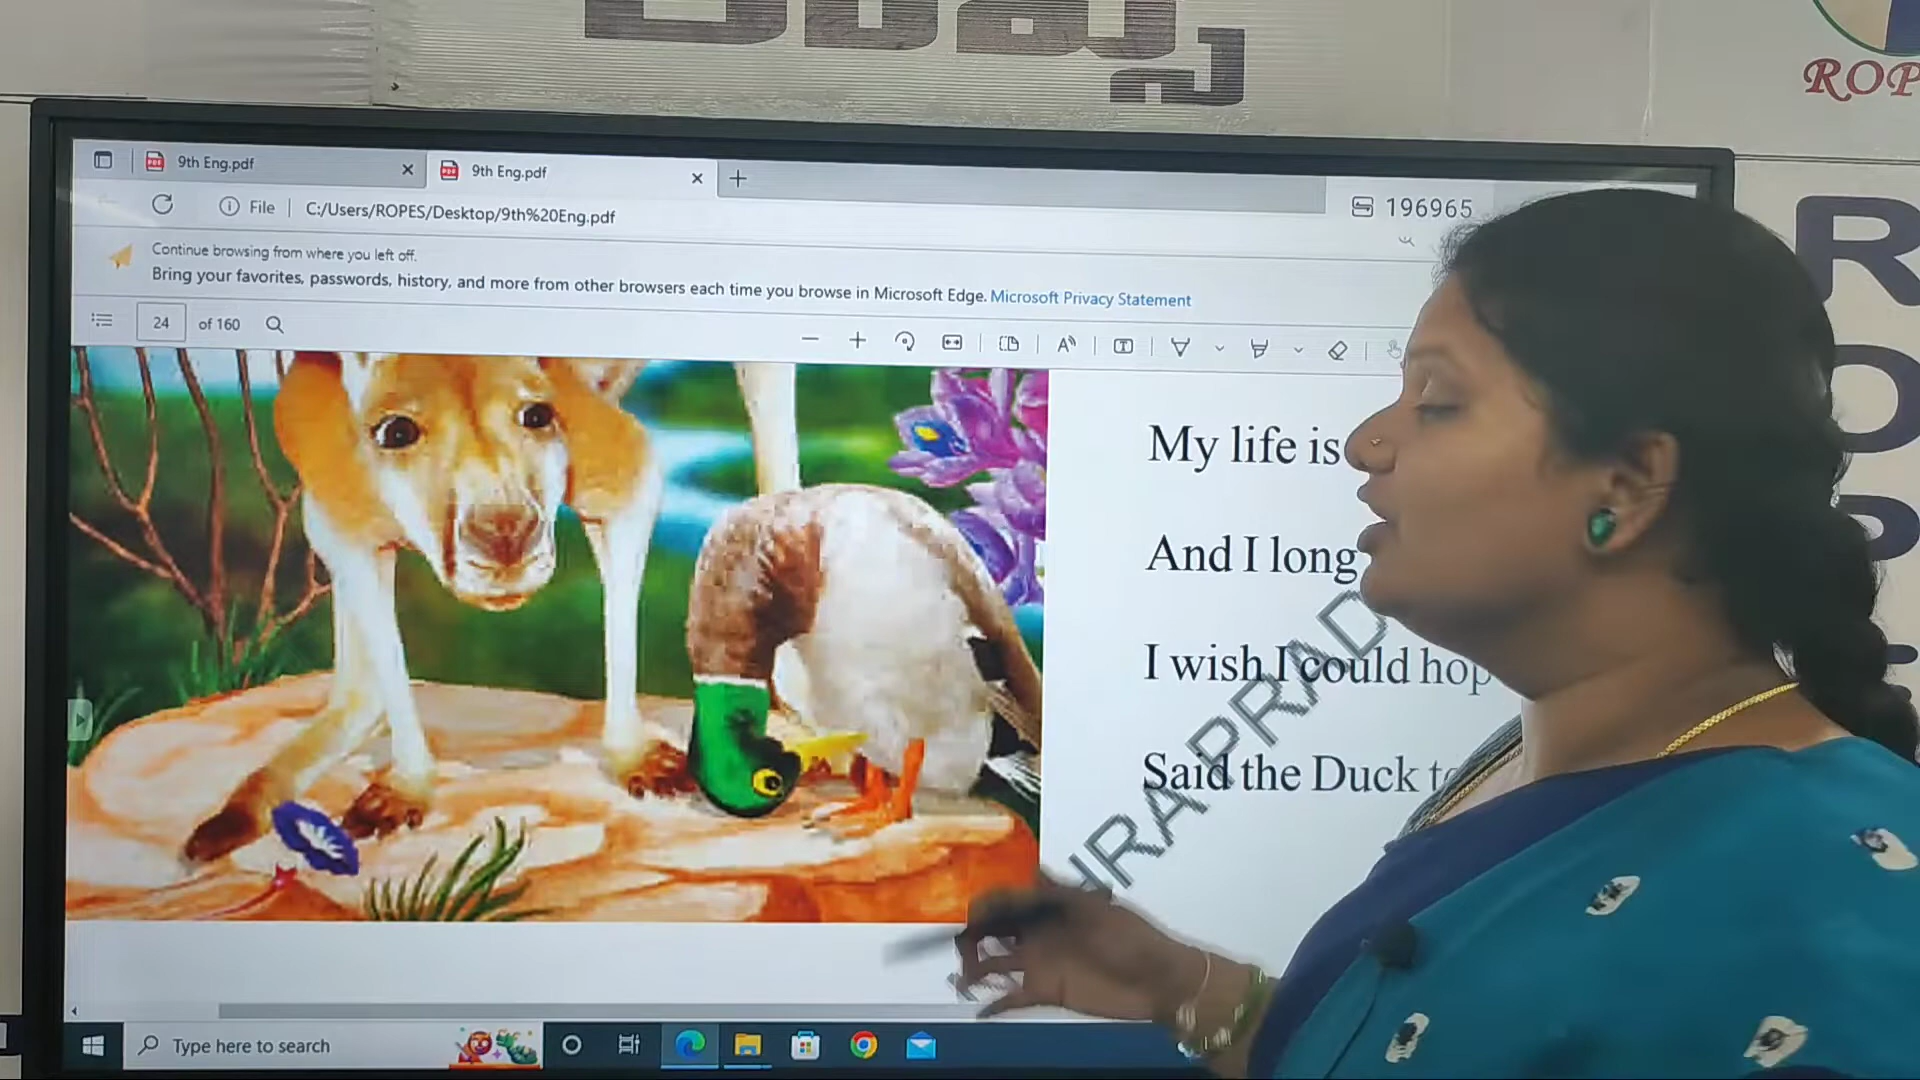 ROP
9th Eng.pdf
9th Eng.pdf
File C:/Users/ROPES/Desktop/9th%20Eng.pdf
196965
Continue browsing from where you left off.
Bring your favorites, passwords, history, and more from other browsers each time you browse in Microsoft Edge. Microsoft Privacy Statement
24 of 160
My life is
And I long
I wish I could hop
Said the Duck to
HRA PRAD
Type here to search
R
O
P